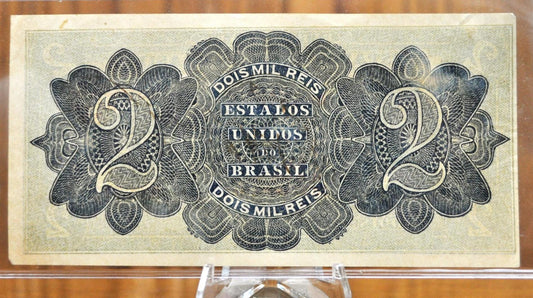 DOIS MIL REIS
2 2
ESTADOS
UNIDOS
DO
BRASIL
DOIS MIL REIS